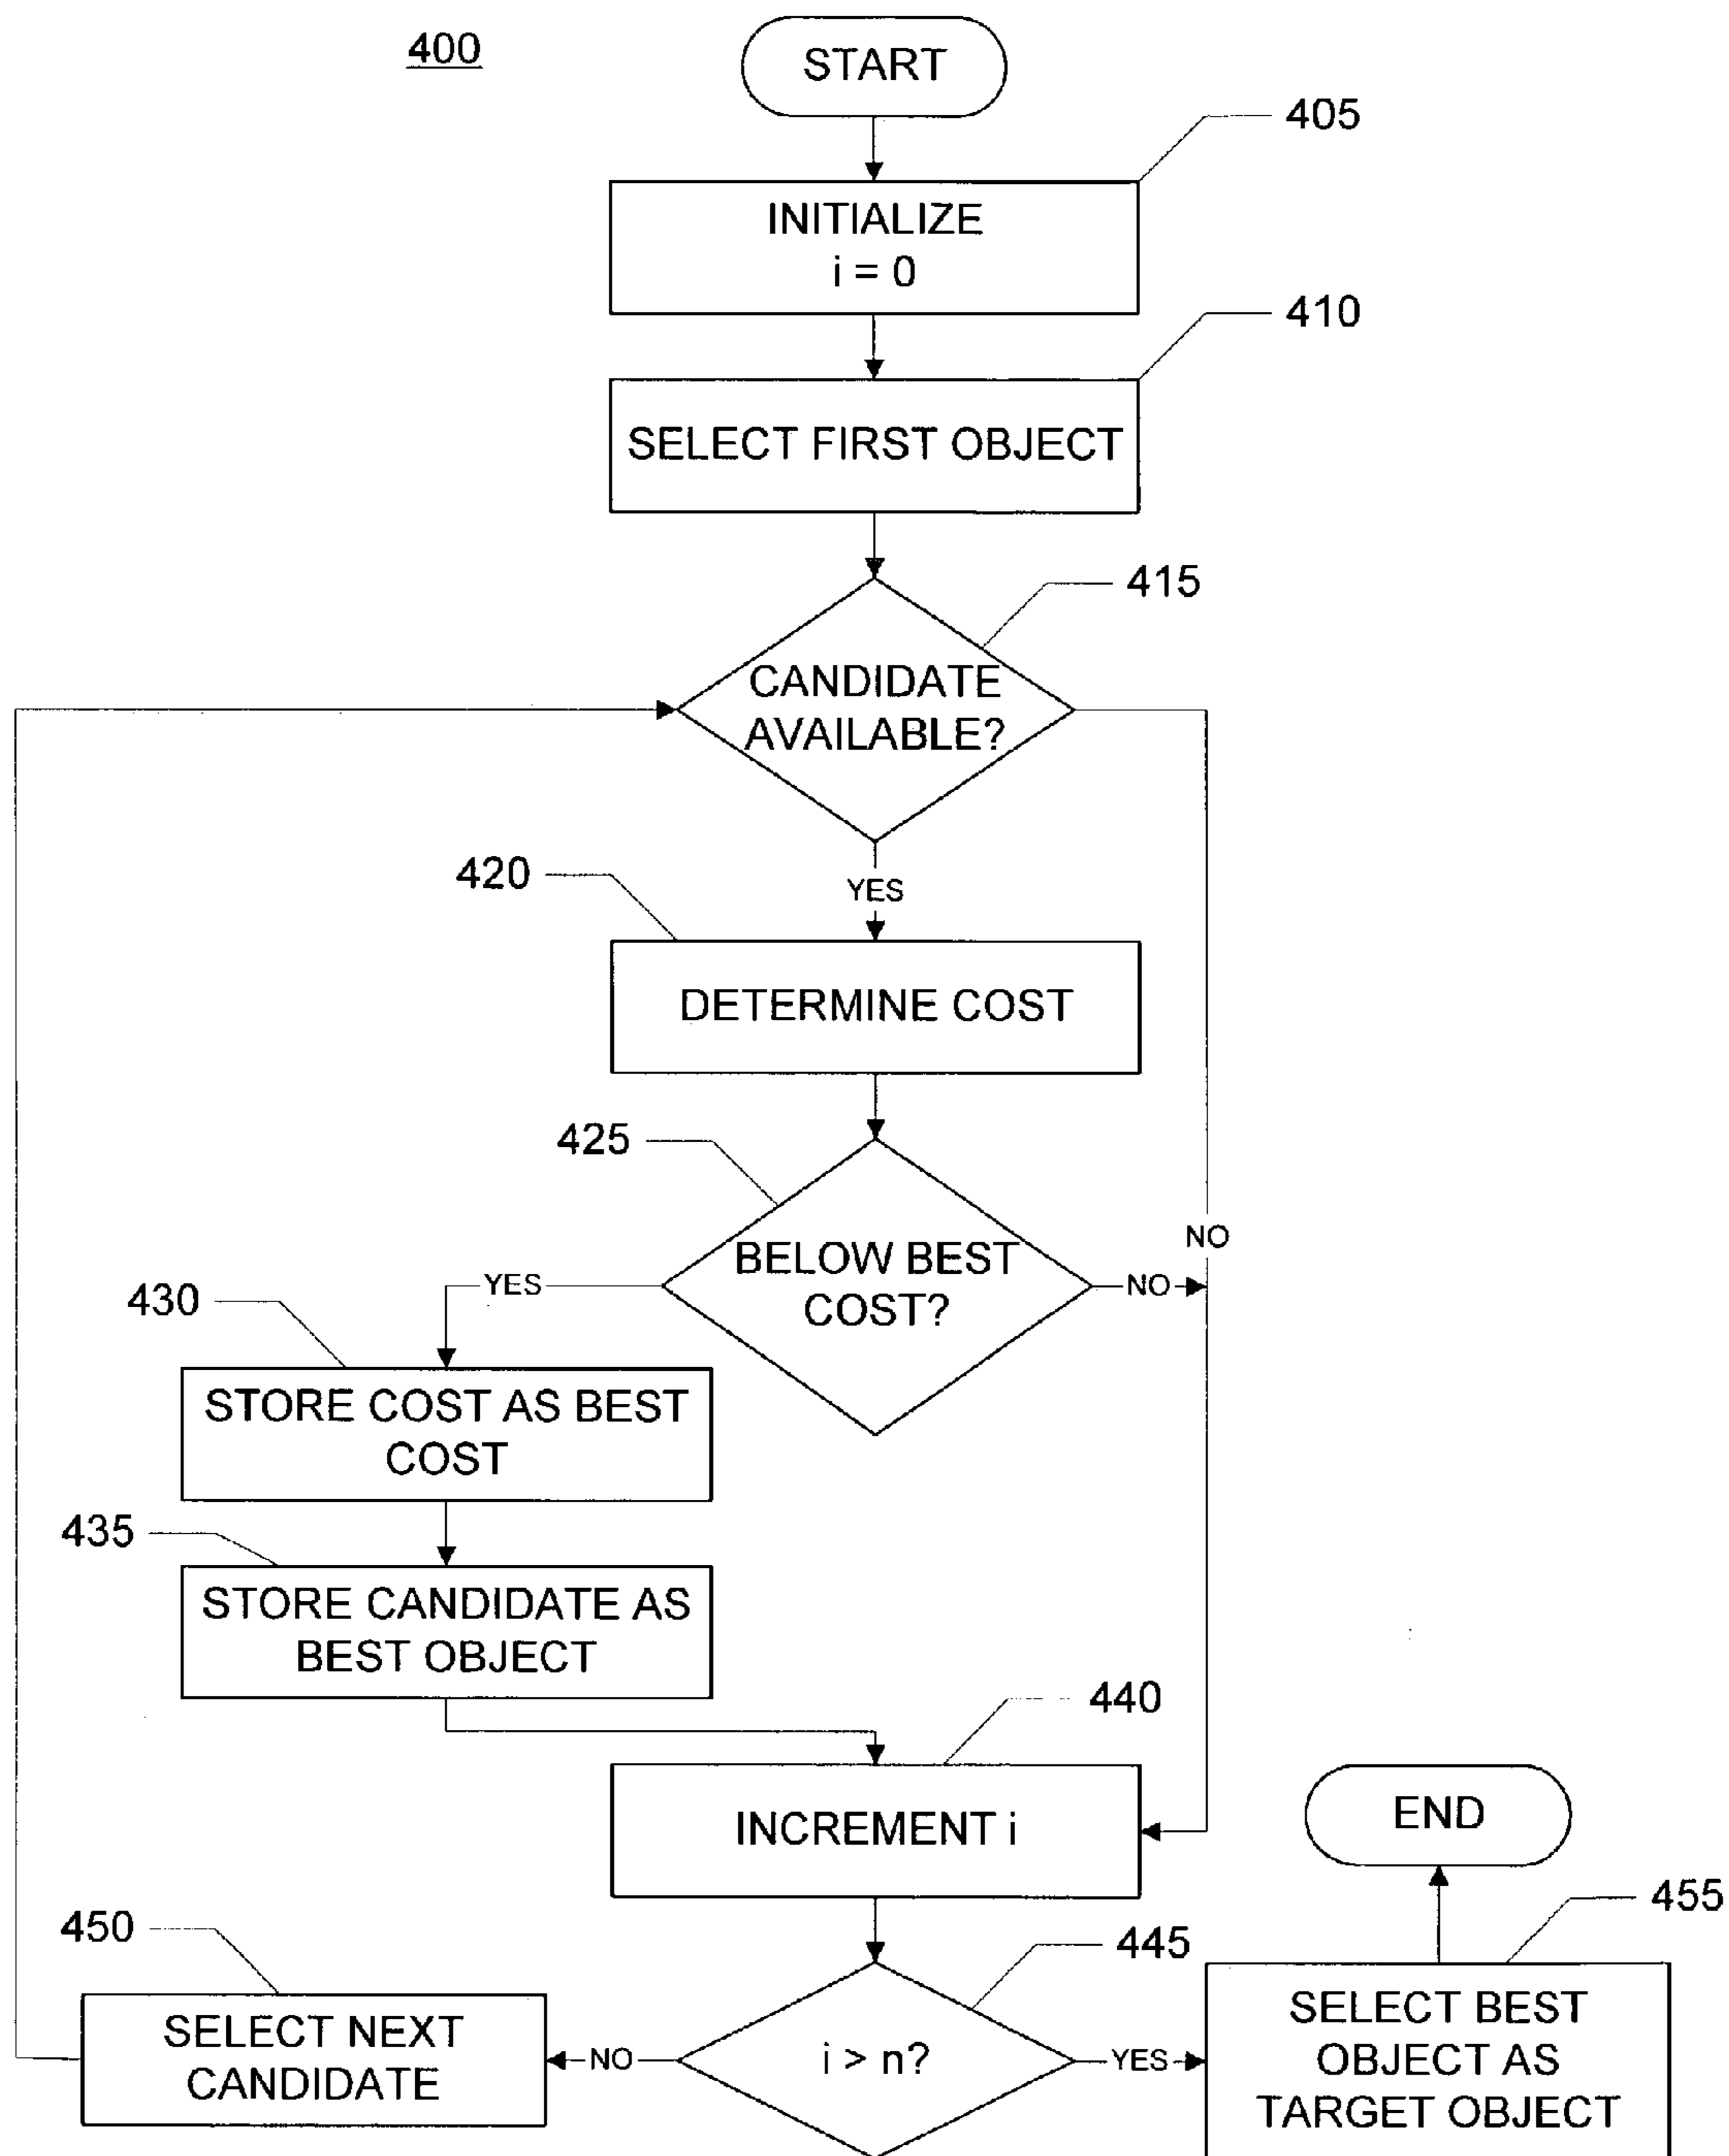 400
START
405
INITIALIZE
i = 0
410
SELECT FIRST OBJECT
415
CANDIDATE
AVAILABLE?
420
YES
DETERMINE COST
425
NO
BELOW BEST
COST?
YES
NO
430
STORE COST AS BEST
COST
435
STORE CANDIDATE AS
BEST OBJECT
440
INCREMENT i
END
455
450
445
SELECT NEXT
CANDIDATE
NO
i > n?
YES
SELECT BEST
OBJECT AS
TARGET OBJECT